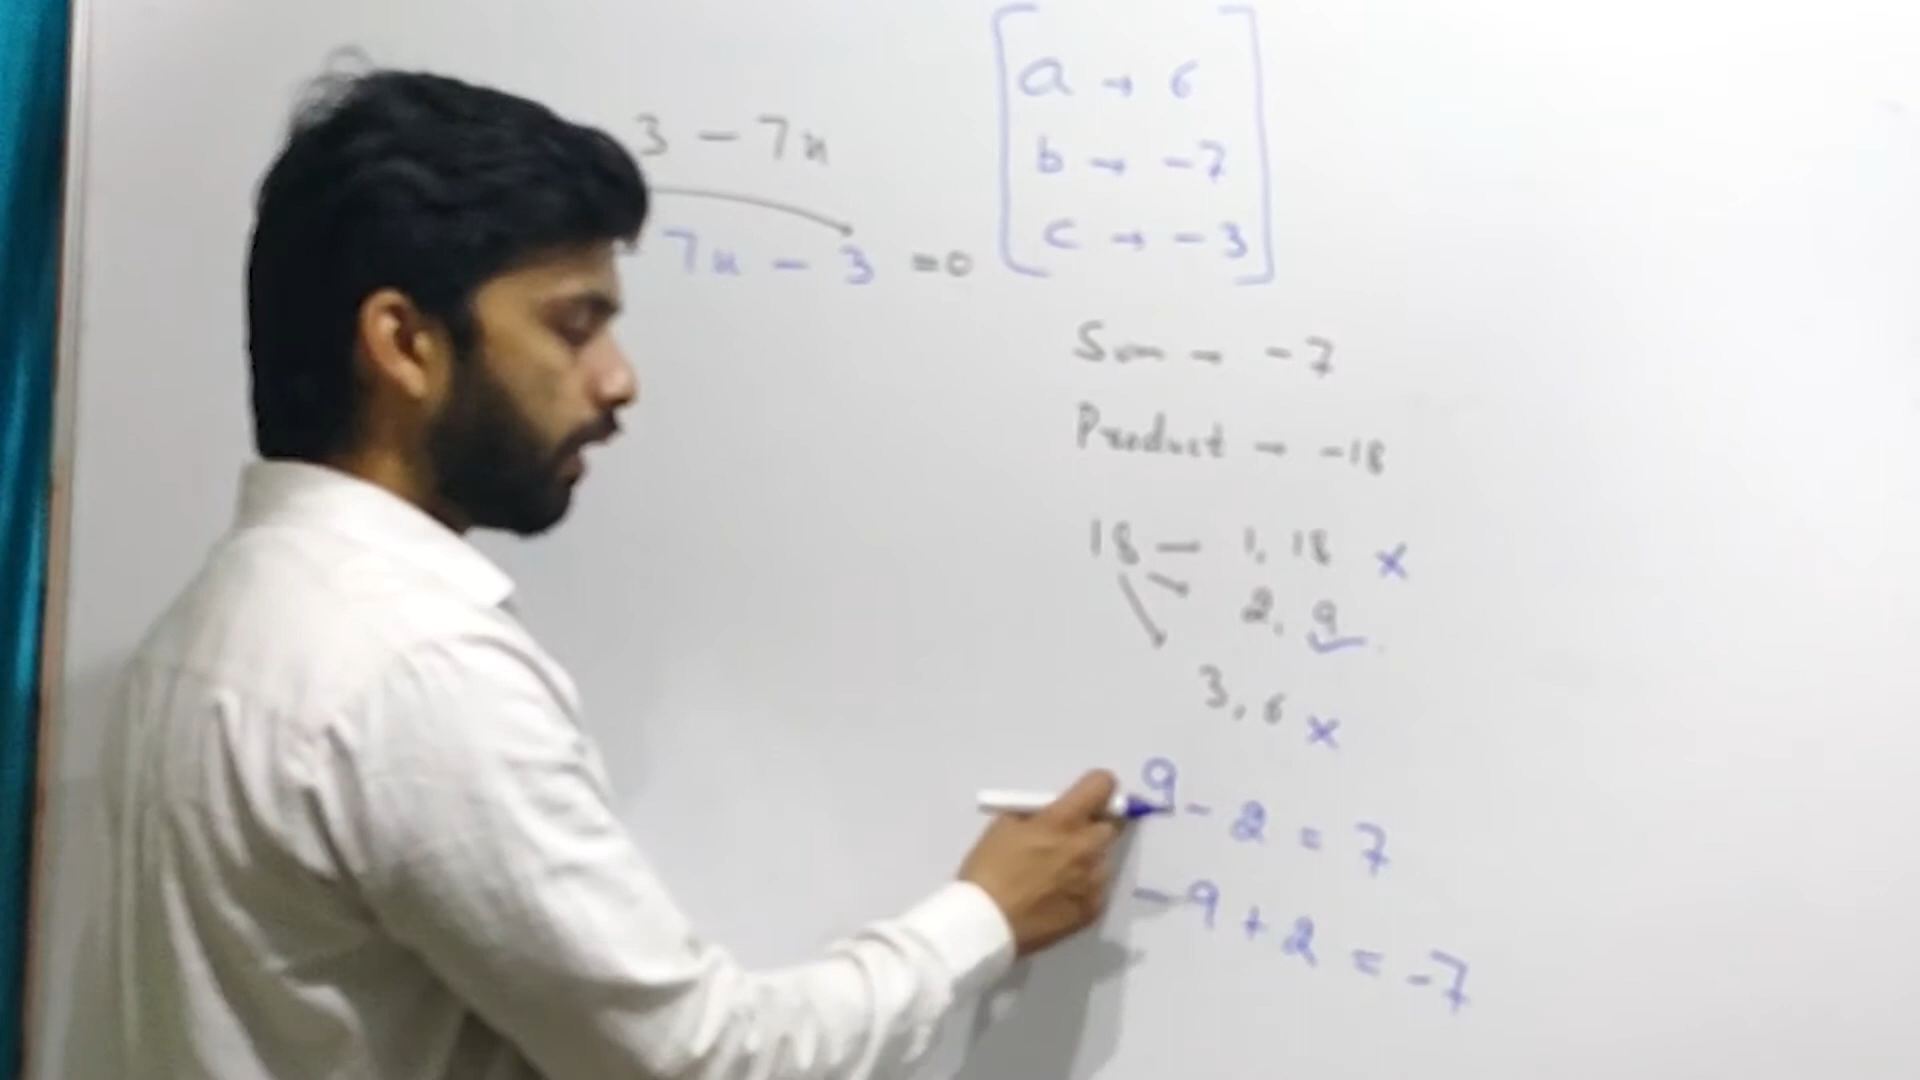 3 - 7x
7x - 3 = 0
a → 6
b → -7
c → -3
Sum → -7
Product → -18
18 → 1, 18 ×
2, 9 ✓
3, 6 ×
9 - 2 = 7
-9 + 2 = -7